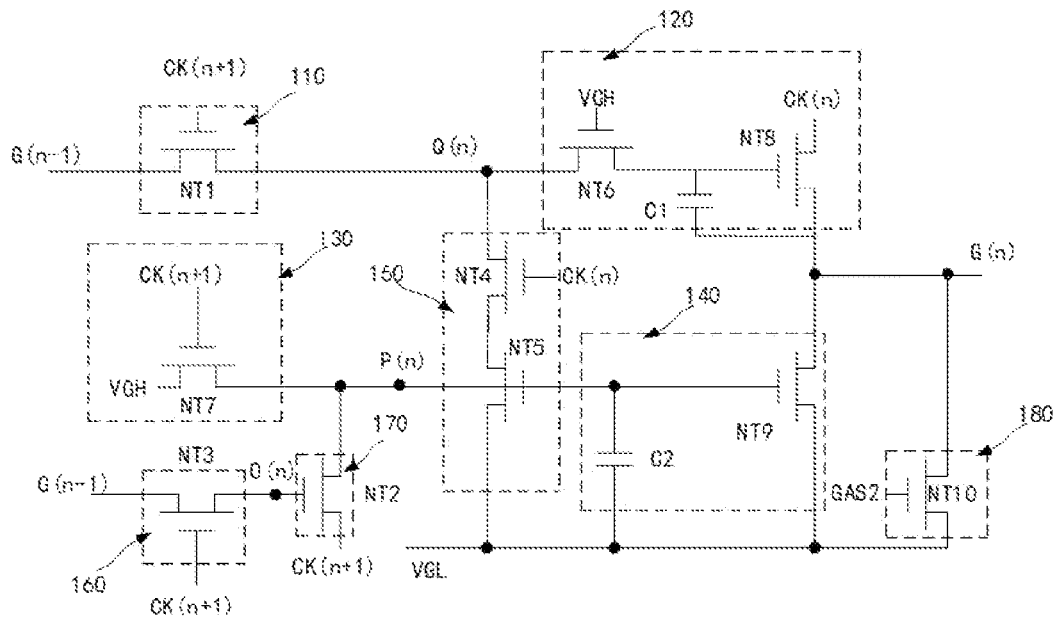 120
CK(n+1)
110
VGH
CK(n)
NT8
G(n-1)
Q(n)
NT1
NT6
C1
130
G(n)
CK(n+1)
150
NT4
CK(n)
140
NT5
P(n)
VGH
NT7
170
NT9
180
NT3
O(n)
C2
G(n-1)
NT2
GAS2
NT10
CK(n+1)
VGL
160
CK(n+1)